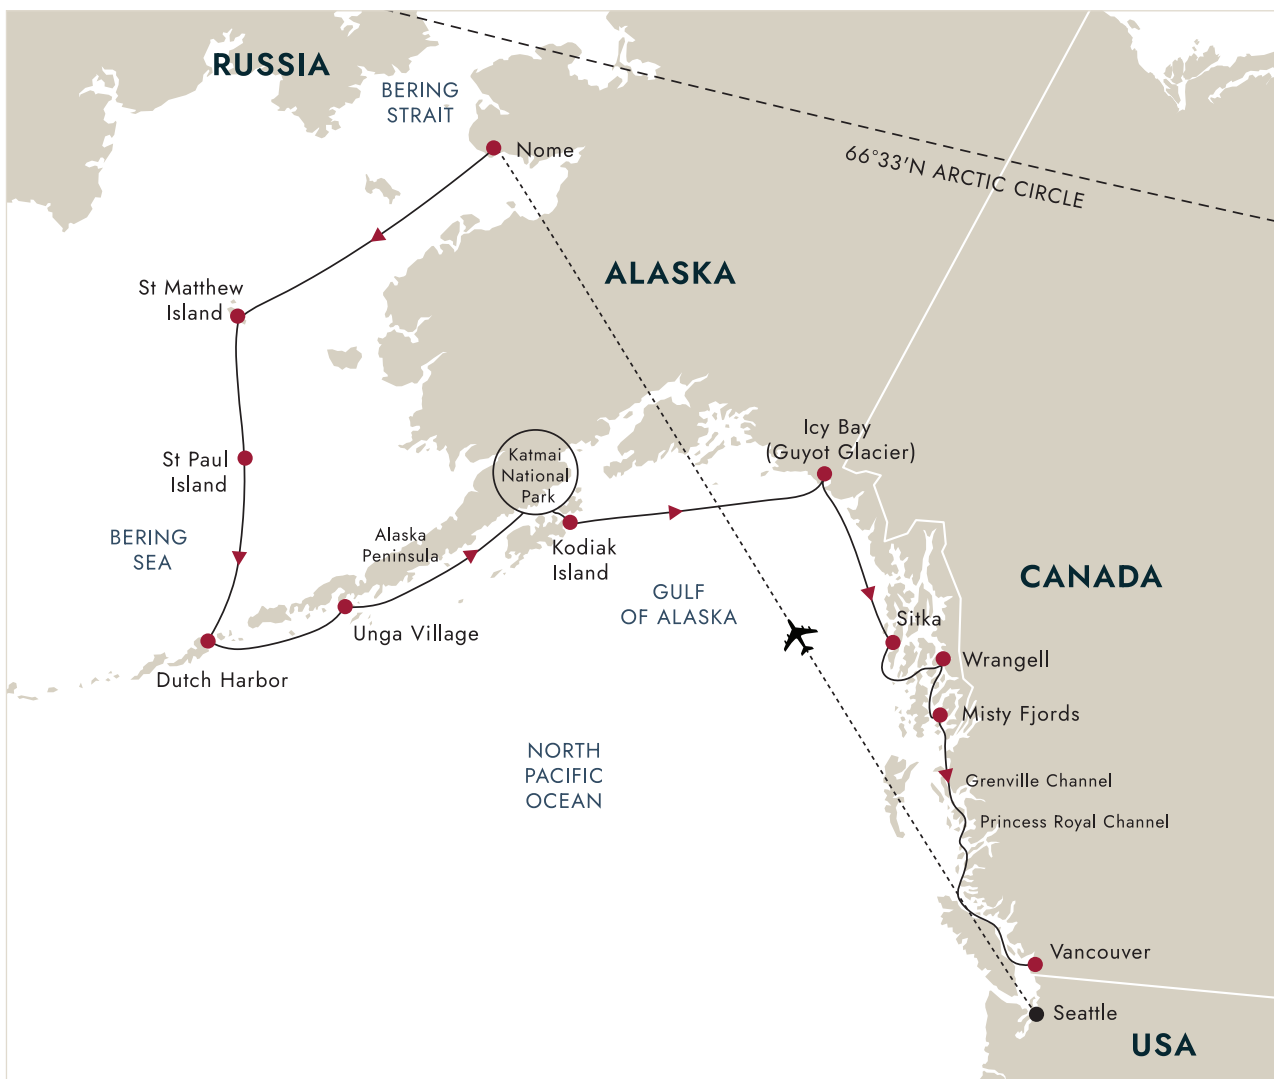 RUSSIA
BERING
STRAIT
Nome
66°33'N ARCTIC CIRCLE
ALASKA
St Matthew
Island
Icy Bay
(Guyot Glacier)
Katmai
National
Park
St Paul
Island
BERING
SEA
Alaska
Peninsula
Kodiak
Island
CANADA
GULF
OF ALASKA
Sitka
Unga Village
Wrangell
Dutch Harbor
Misty Fjords
NORTH
PACIFIC
OCEAN
Grenville Channel
Princess Royal Channel
Vancouver
Seattle
USA